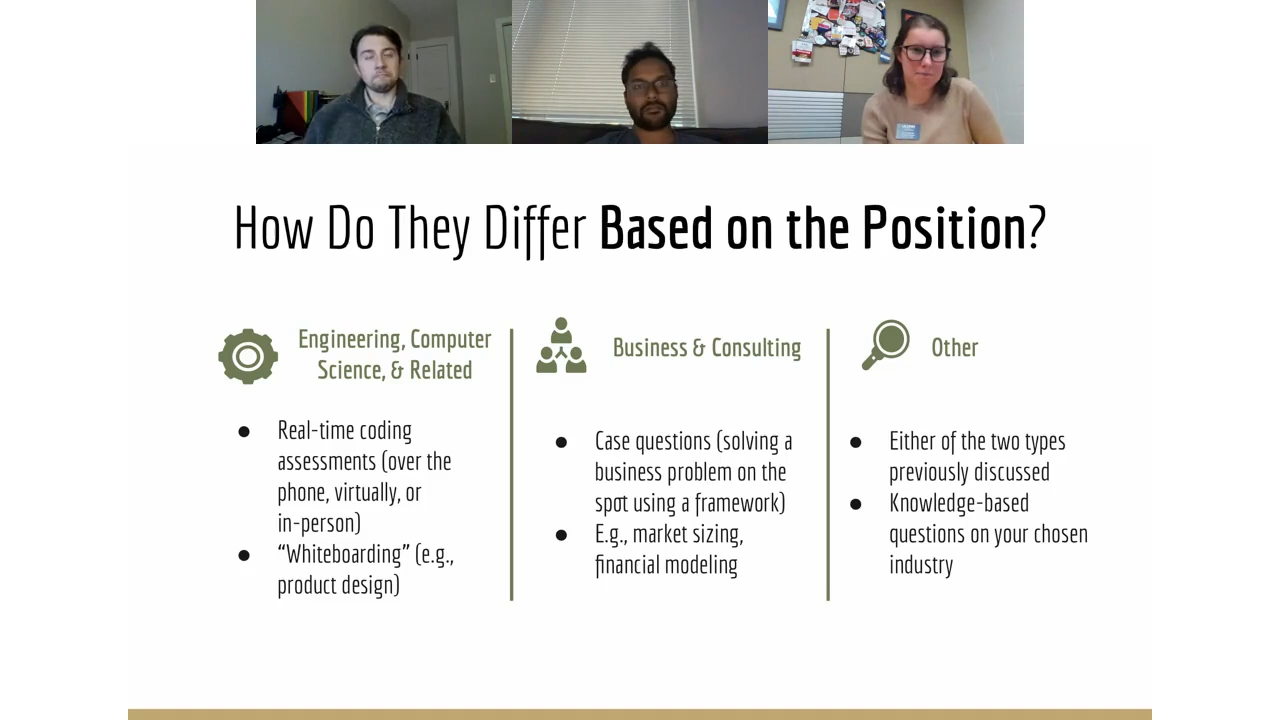 How Do They Differ Based on the Position?
Engineering, Computer
Science, & Related
● Real-time coding
assessments (over the
phone, virtually, or
in-person)
● “Whiteboarding” (e.g.,
product design)
Business & Consulting
● Case questions (solving a
business problem on the
spot using a framework)
● E.g., market sizing,
financial modeling
Other
● Either of the two types
previously discussed
● Knowledge-based
questions on your chosen
industry